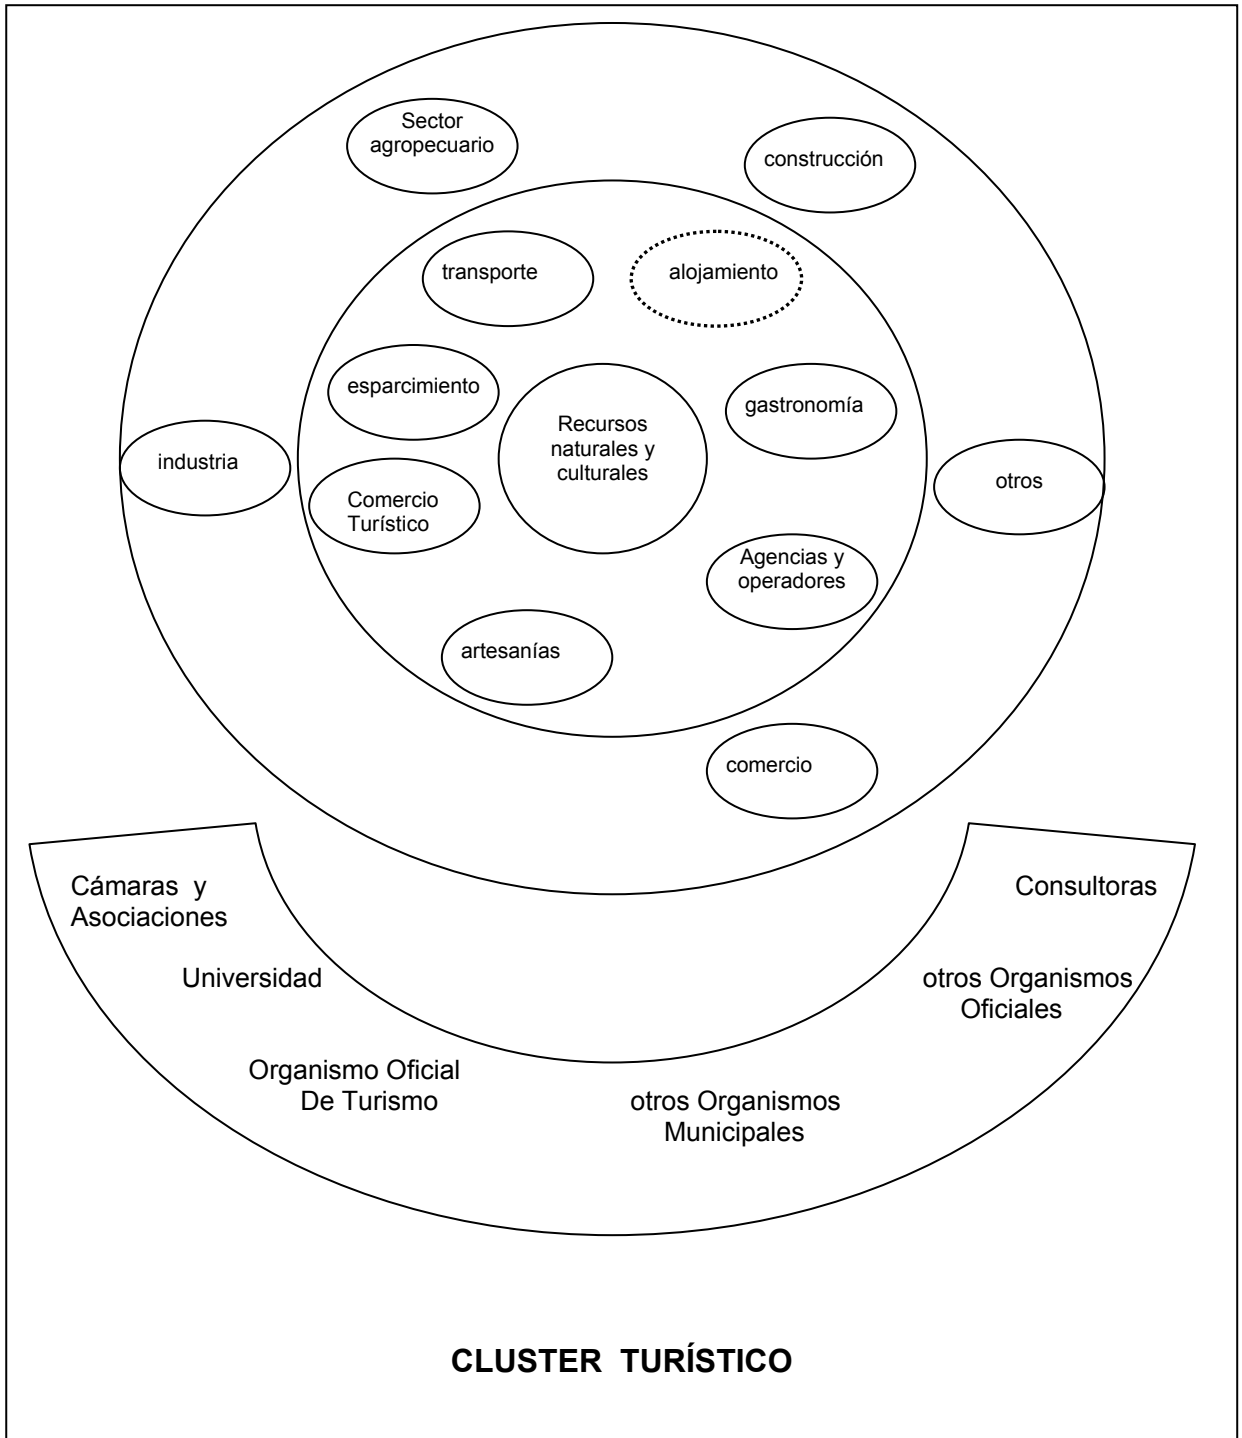 Sector
agropecuario
construcción
transporte
alojamiento
esparcimiento
gastronomía
Recursos
naturales y
culturales
industria
otros
Comercio
Turístico
Agencias y
operadores
artesanías
comercio
Cámaras y
Asociaciones
Consultoras
Universidad
otros Organismos
Oficiales
Organismo Oficial
De Turismo
otros Organismos
Municipales
CLUSTER TURÍSTICO